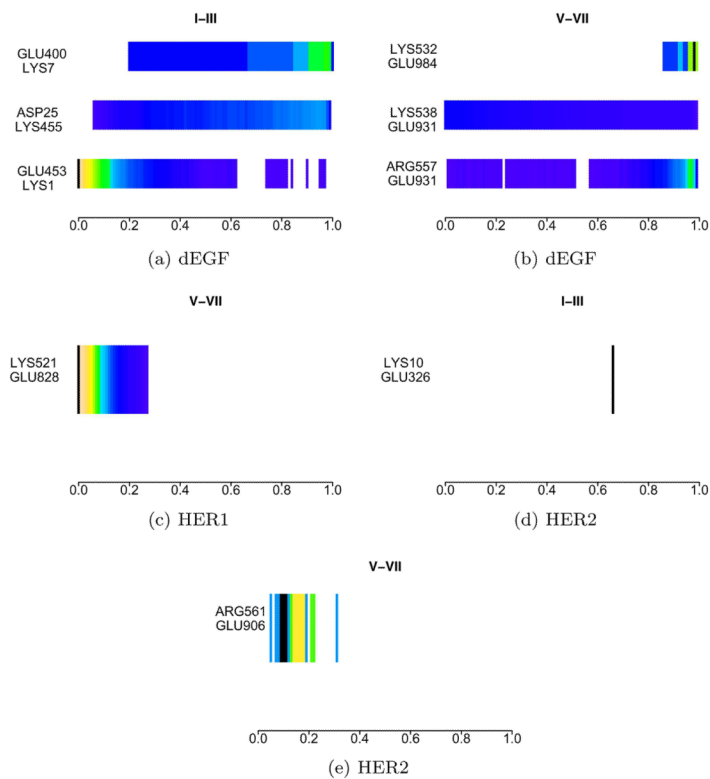 I–III
GLU400
LYS7
ASP25
LYS455
GLU453
LYS1
0.0 0.2 0.4 0.6 0.8 1.0
(a) dEGF
V–VII
LYS532
GLU984
LYS538
GLU931
ARG557
GLU931
0.0 0.2 0.4 0.6 0.8 1.0
(b) dEGF
V–VII
LYS521
GLU828
0.0 0.2 0.4 0.6 0.8 1.0
(c) HER1
I–III
LYS10
GLU326
0.0 0.2 0.4 0.6 0.8 1.0
(d) HER2
V–VII
ARG561
GLU906
0.0 0.2 0.4 0.6 0.8 1.0
(e) HER2